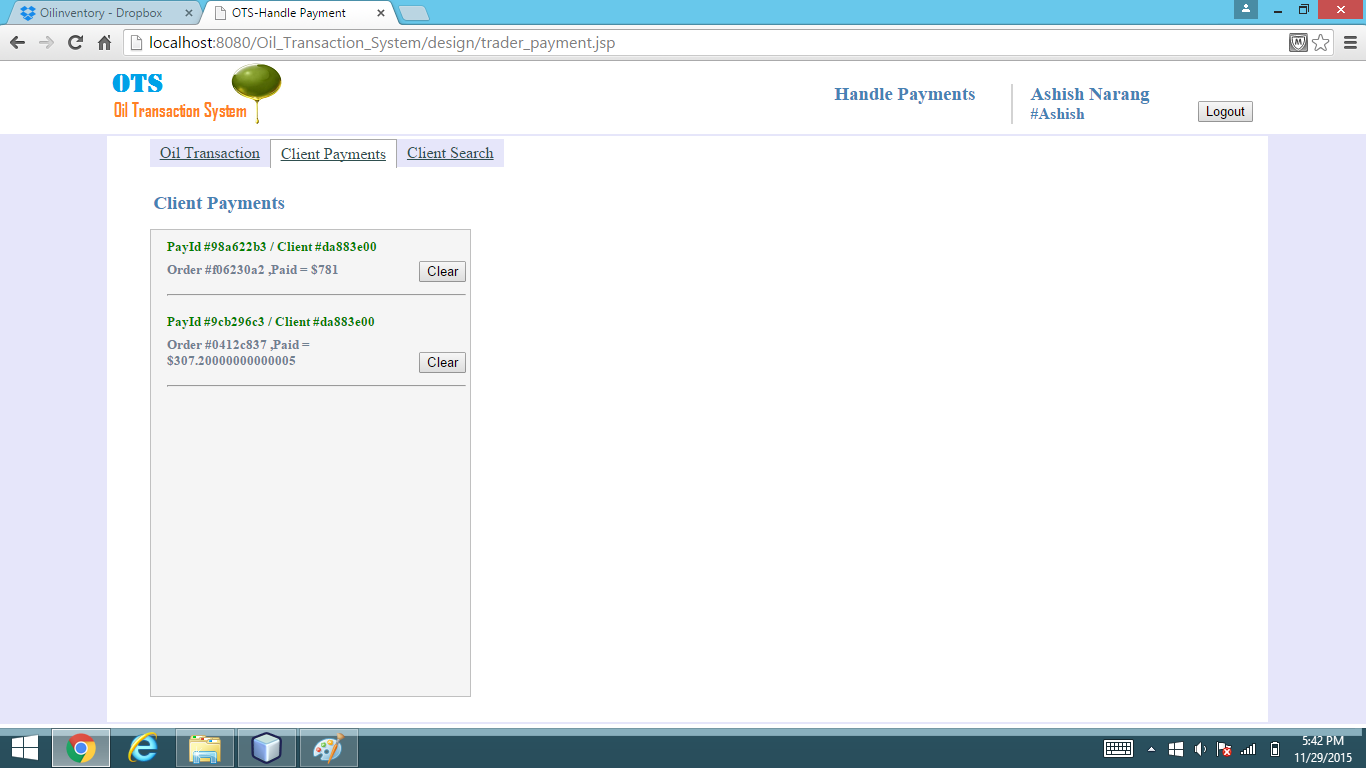 Oilinventory - Dropbox
OTS-Handle Payment
localhost:8080/Oil_Transaction_System/design/trader_payment.jsp
OTS
Oil Transaction System
Handle Payments
Ashish Narang
#Ashish
Logout
Oil Transaction
Client Payments
Client Search
Client Payments
PayId #98a622b3 / Client #da883e00
Order #f06230a2 ,Paid = $781
Clear
PayId #9cb296c3 / Client #da883e00
Order #0412c837 ,Paid =
$307.20000000000005
Clear
5:42 PM
11/29/2015